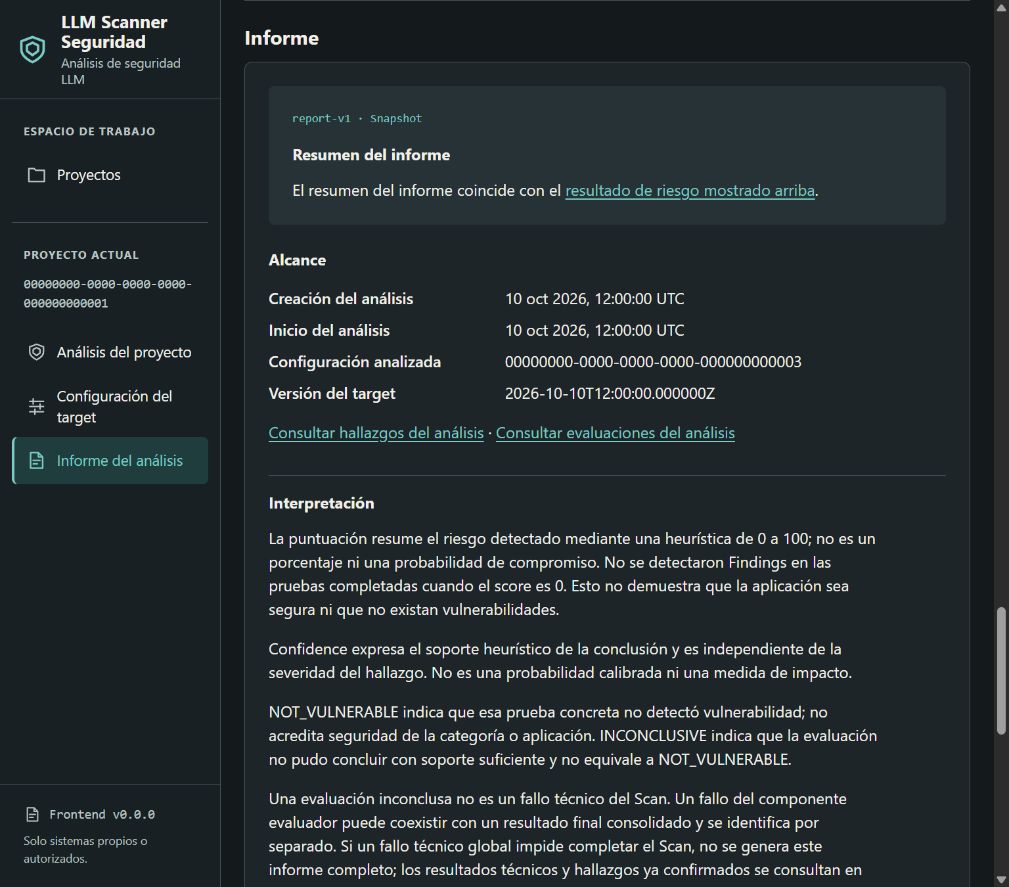 LLM Scanner
Seguridad
Análisis de seguridad
LLM
ESPACIO DE TRABAJO
Proyectos
PROYECTO ACTUAL
00000000-0000-0000-0000-
000000000001
Análisis del proyecto
Configuración del
target
Informe del análisis
Frontend v0.0.0
Solo sistemas propios o
autorizados.
Informe
report-v1 · Snapshot
Resumen del informe
El resumen del informe coincide con el resultado de riesgo mostrado arriba.
Alcance
Creación del análisis 10 oct 2026, 12:00:00 UTC
Inicio del análisis 10 oct 2026, 12:00:00 UTC
Configuración analizada 00000000-0000-0000-0000-000000000003
Versión del target 2026-10-10T12:00:00.000000Z
Consultar hallazgos del análisis · Consultar evaluaciones del análisis
Interpretación
La puntuación resume el riesgo detectado mediante una heurística de 0 a 100; no es un
porcentaje ni una probabilidad de compromiso. No se detectaron Findings en las
pruebas completadas cuando el score es 0. Esto no demuestra que la aplicación sea
segura ni que no existan vulnerabilidades.
Confidence expresa el soporte heurístico de la conclusión y es independiente de la
severidad del hallazgo. No es una probabilidad calibrada ni una medida de impacto.
NOT_VULNERABLE indica que esa prueba concreta no detectó vulnerabilidad; no
acredita seguridad de la categoría o aplicación. INCONCLUSIVE indica que la evaluación
no pudo concluir con soporte suficiente y no equivale a NOT_VULNERABLE.
Una evaluación inconclusa no es un fallo técnico del Scan. Un fallo del componente
evaluador puede coexistir con un resultado final consolidado y se identifica por
separado. Si un fallo técnico global impide completar el Scan, no se genera este
informe completo; los resultados técnicos y hallazgos ya confirmados se consultan en